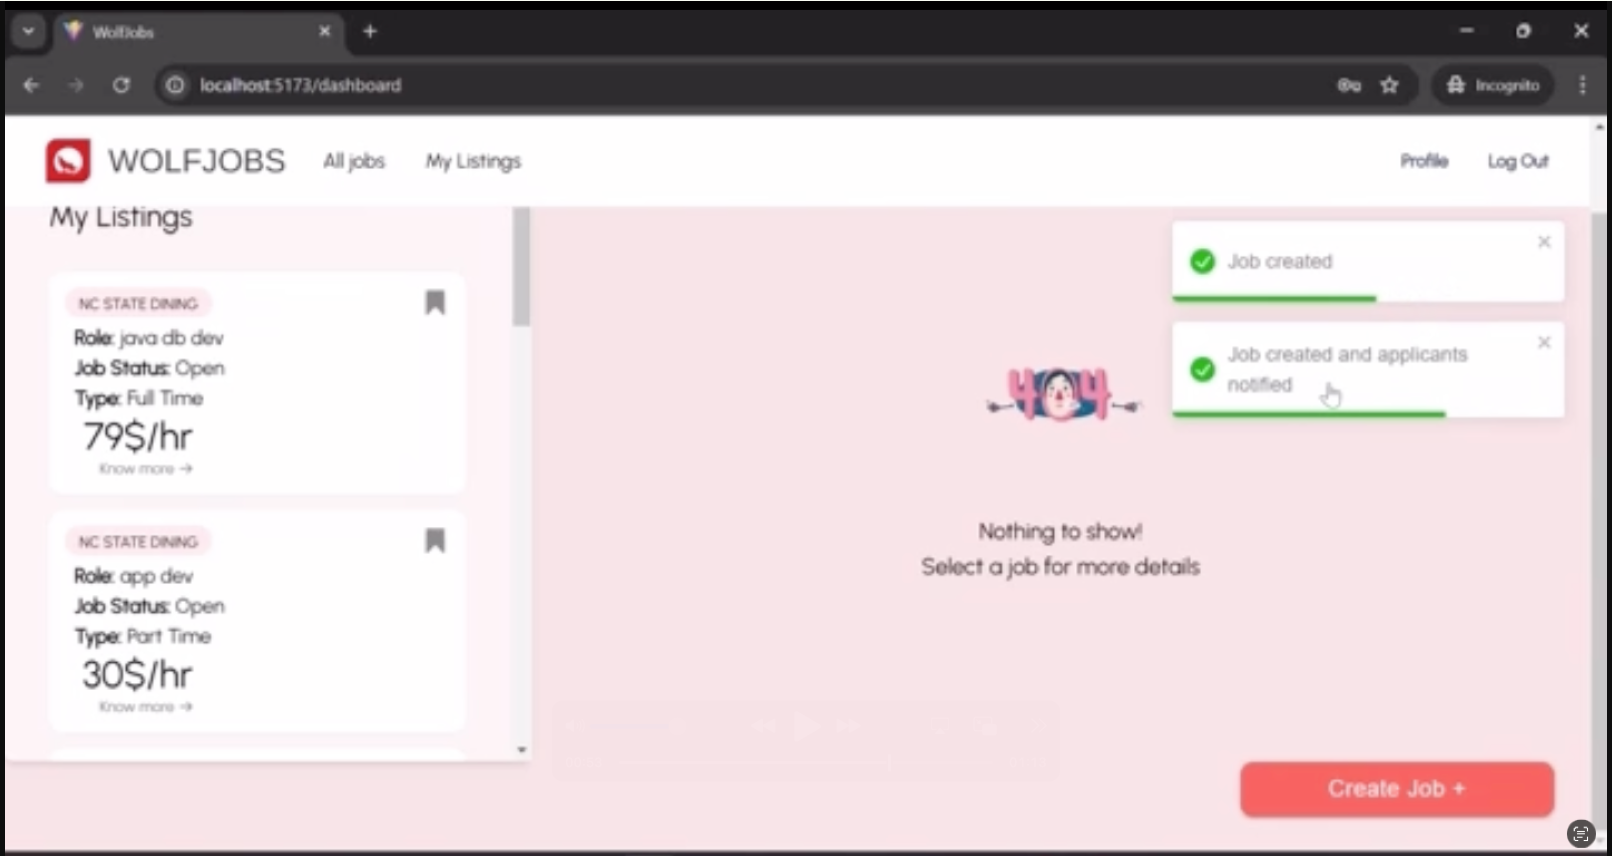 WolfJobs
localhost:5173/dashboard
Incognito
WOLFJOBS
All jobs
My Listings
Profile
Log Out
My Listings
NC STATE DINING
Role: java db dev
Job Status: Open
Type: Full Time
79$/hr
Know more →
NC STATE DINING
Role: app dev
Job Status: Open
Type: Part Time
30$/hr
Know more →
Job created
Job created and applicants
notified
404
Nothing to show!
Select a job for more details
Create Job +